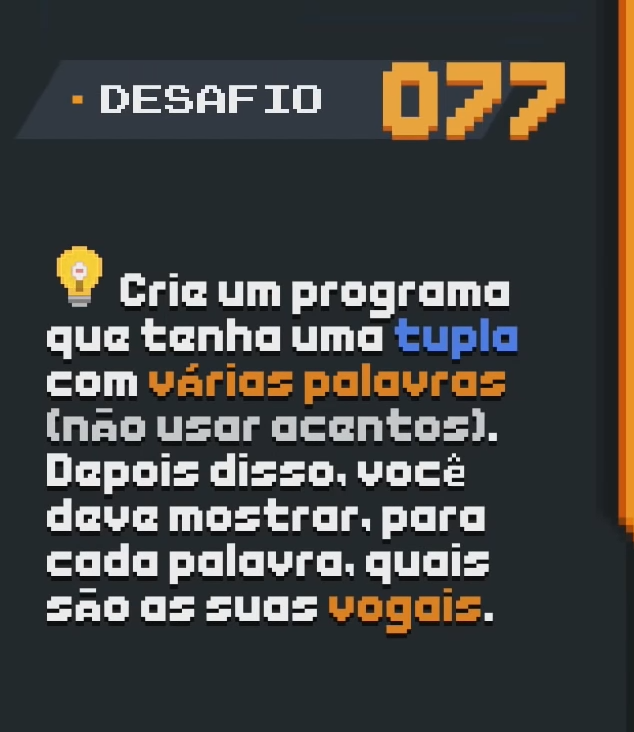 DESAFIO 077
Crie um programa
que tenha uma tupla
com várias palavras
(não usar acentos).
Depois disso, você
deve mostrar, para
cada palavra, quais
são as suas vogais.